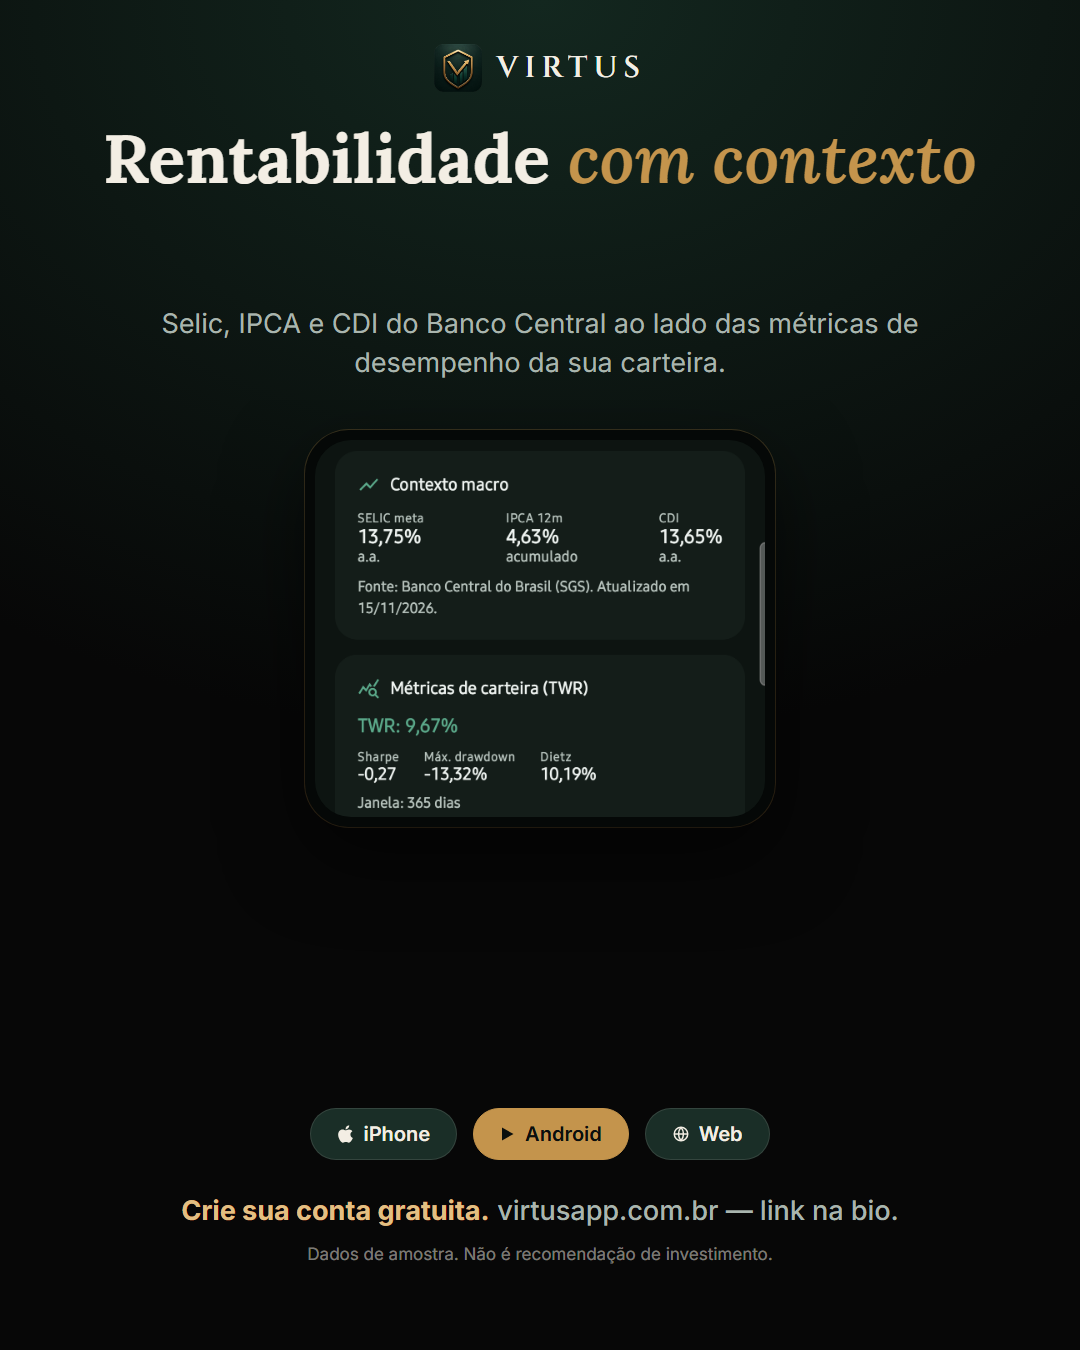 VIRTUS
Rentabilidade com contexto
Selic, IPCA e CDI do Banco Central ao lado das métricas de
desempenho da sua carteira.
Contexto macro
SELIC meta IPCA 12m CDI
13,75% 4,63% 13,65%
a.a. acumulado a.a.
Fonte: Banco Central do Brasil (SGS). Atualizado em
15/11/2026.
Métricas de carteira (TWR)
TWR: 9,67%
Sharpe Máx. drawdown Dietz
-0,27 -13,32% 10,19%
Janela: 365 dias
iPhone Android Web
Crie sua conta gratuita. virtusapp.com.br — link na bio.
Dados de amostra. Não é recomendação de investimento.